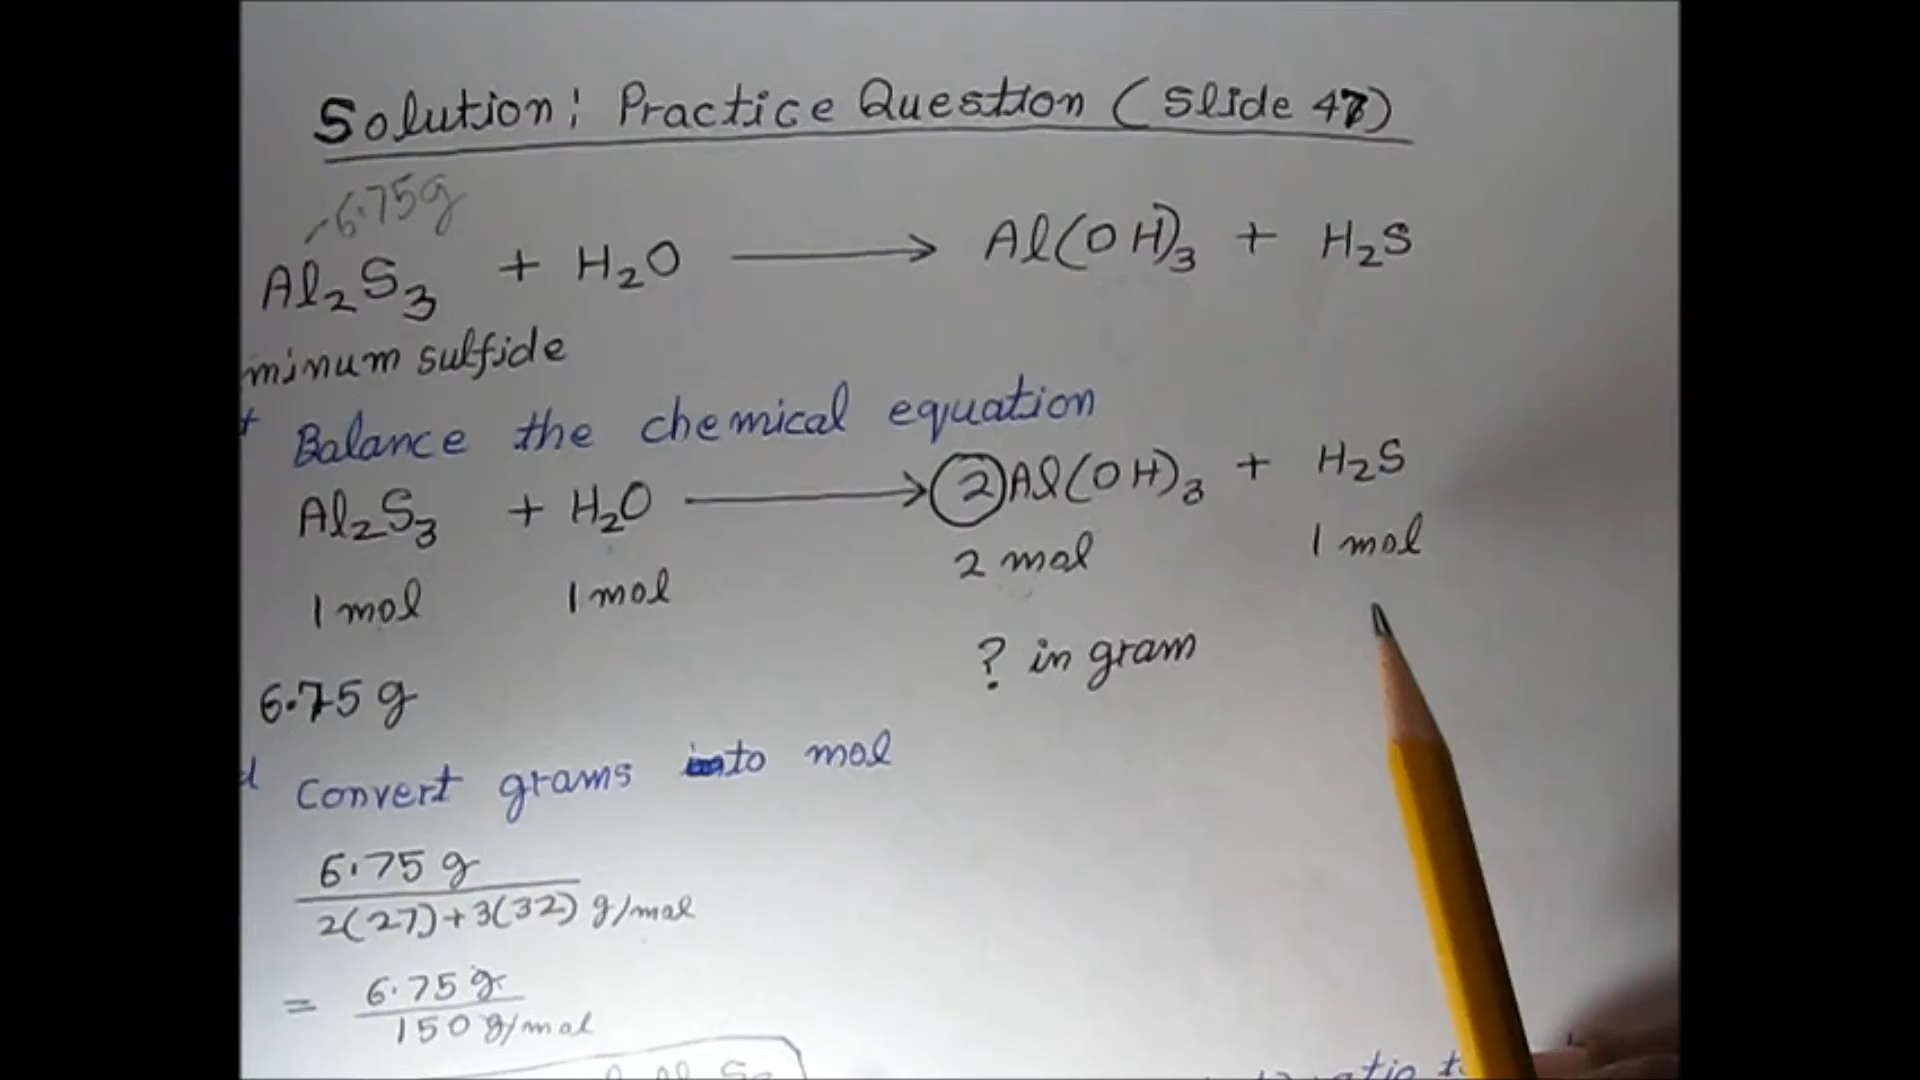 Solution: Practice Question (Slide 47)
6.75g
Al₂S₃ + H₂O ⟶ Al(OH)₃ + H₂S
minum sulfide
t Balance the chemical equation
Al₂S₃ + H₂O ⟶ 2Al(OH)₃ + H₂S
1 mol 1 mol 2 mol 1 mol
6.75 g ? in gram
d Convert grams into mol
6.75 g
2(27)+3(32) g/mol
= 6.75 g
150 g/mol